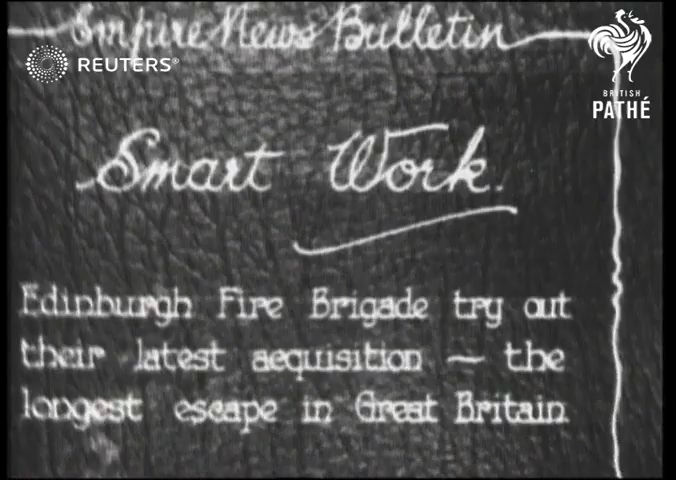 Empire News Bulletin
REUTERS®
BRITISH
PATHÉ
Smart Work.
Edinburgh Fire Brigade try out
their latest acquisition — the
longest escape in Great Britain